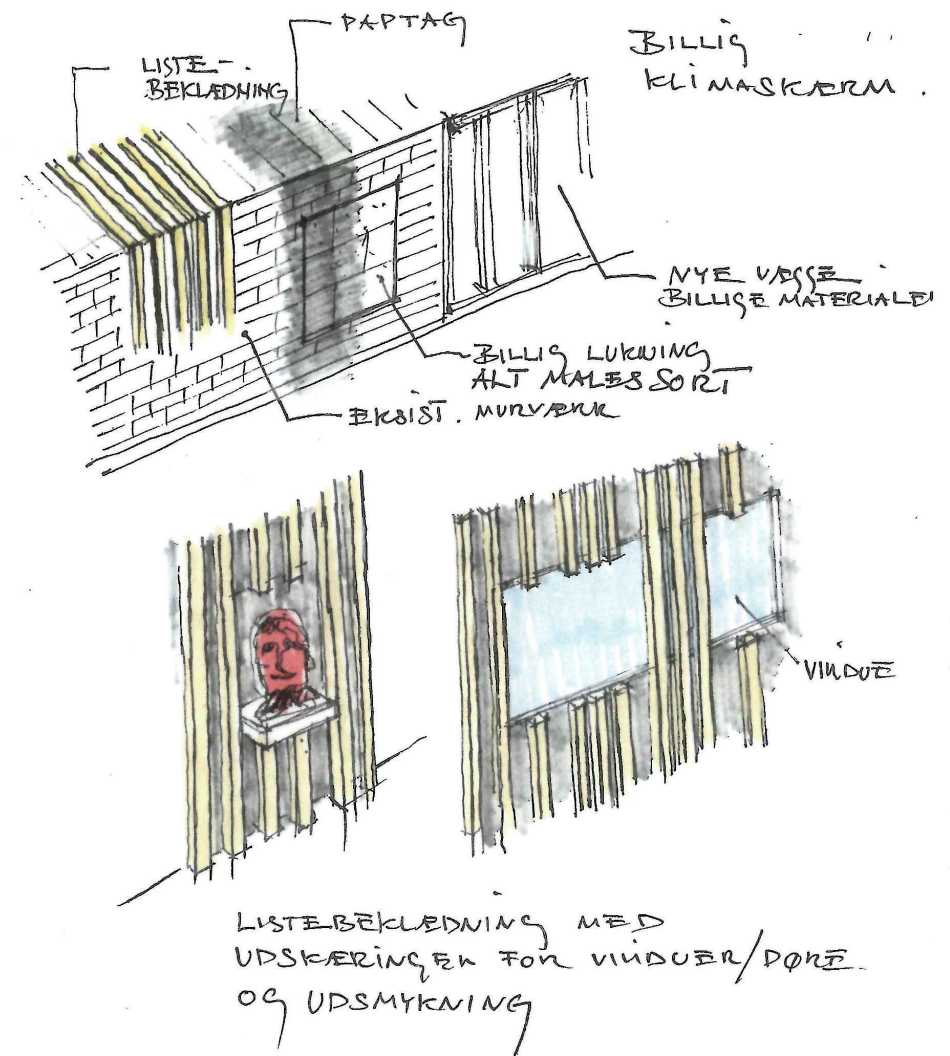 PAPTAG
BILLIG
KLIMASKÆRM.
LISTE-
BEKLÆDNING
NYE VÆGGE
BILLIGE MATERIALER
BILLIG LUKNING
ALT MALES SORT
EKSIST. MURVÆRK
VINDUE
LISTEBEKLÆDNING MED
UDSKÆRINGER FOR VINDUER/DØRE
OG UDSMYKNING